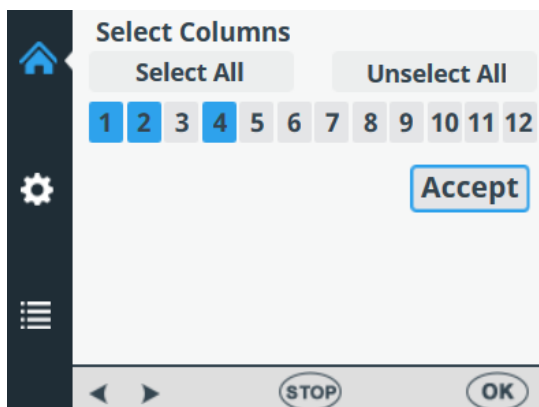 Select Columns
Select All Unselect All
1 2 3 4 5 6 7 8 9 10 11 12
Accept
STOP OK